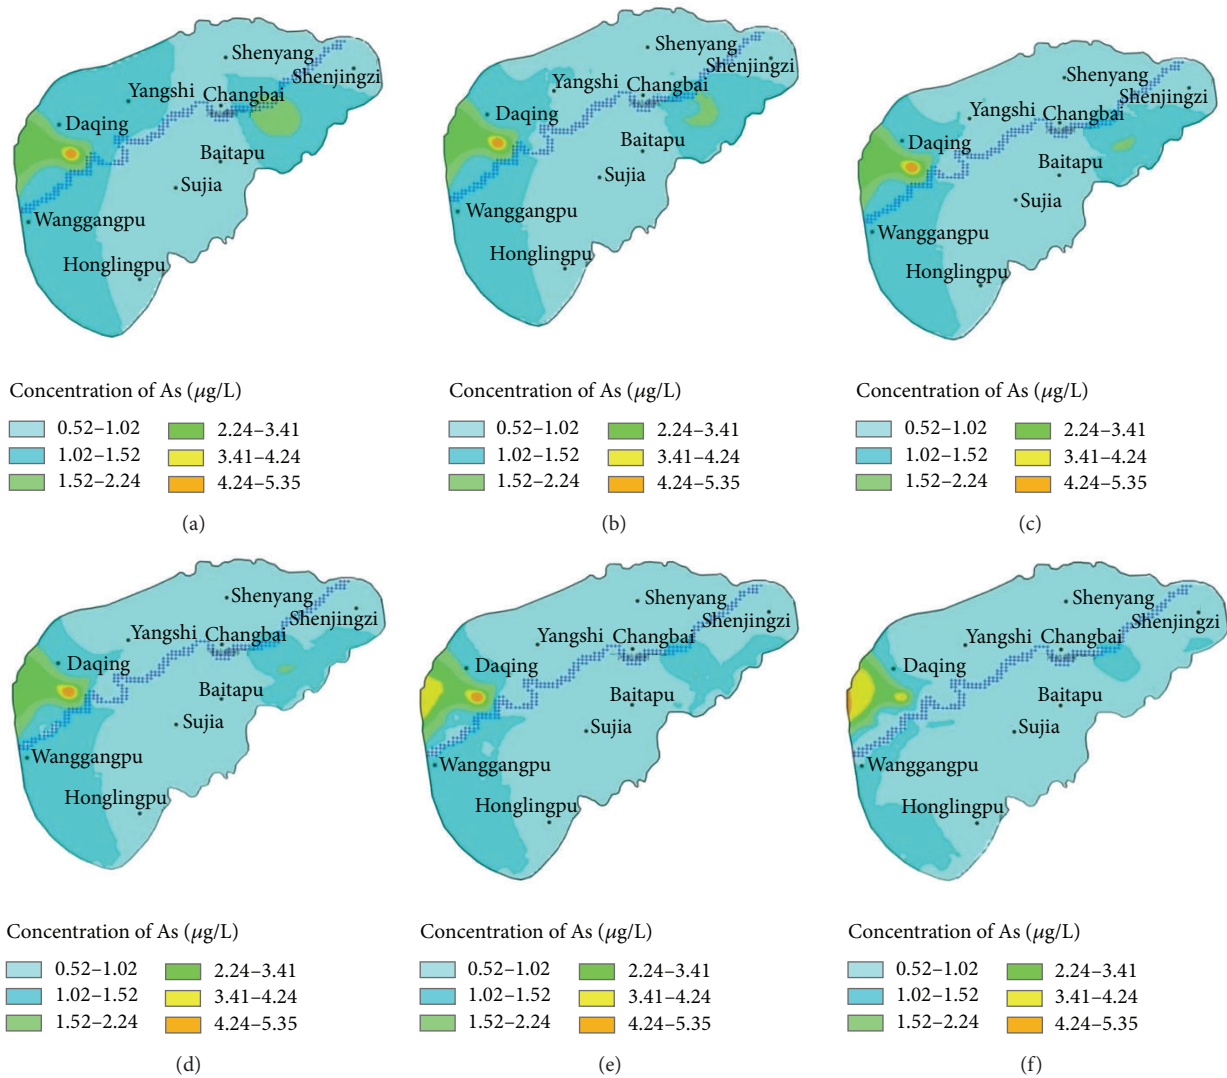 Shenyang
Shenjingzi
Yangshi
Changbai
Daqing
Baitapu
Sujia
Wanggangpu
Honglingpu
Concentration of As (μg/L)
0.52–1.02
2.24–3.41
1.02–1.52
3.41–4.24
1.52–2.24
4.24–5.35
(a)
Shenyang
Shenjingzi
Yangshi
Changbai
Daqing
Baitapu
Sujia
Wanggangpu
Honglingpu
Concentration of As (μg/L)
0.52–1.02
2.24–3.41
1.02–1.52
3.41–4.24
1.52–2.24
4.24–5.35
(b)
Shenyang
Shenjingzi
Yangshi
Changbai
Daqing
Baitapu
Sujia
Wanggangpu
Honglingpu
Concentration of As (μg/L)
0.52–1.02
2.24–3.41
1.02–1.52
3.41–4.24
1.52–2.24
4.24–5.35
(c)
Shenyang
Shenjingzi
Yangshi
Changbai
Daqing
Baitapu
Sujia
Wanggangpu
Honglingpu
Concentration of As (μg/L)
0.52–1.02
2.24–3.41
1.02–1.52
3.41–4.24
1.52–2.24
4.24–5.35
(d)
Shenyang
Shenjingzi
Yangshi
Changbai
Daqing
Baitapu
Sujia
Wanggangpu
Honglingpu
Concentration of As (μg/L)
0.52–1.02
2.24–3.41
1.02–1.52
3.41–4.24
1.52–2.24
4.24–5.35
(e)
Shenyang
Shenjingzi
Yangshi
Changbai
Daqing
Baitapu
Sujia
Wanggangpu
Honglingpu
Concentration of As (μg/L)
0.52–1.02
2.24–3.41
1.02–1.52
3.41–4.24
1.52–2.24
4.24–5.35
(f)